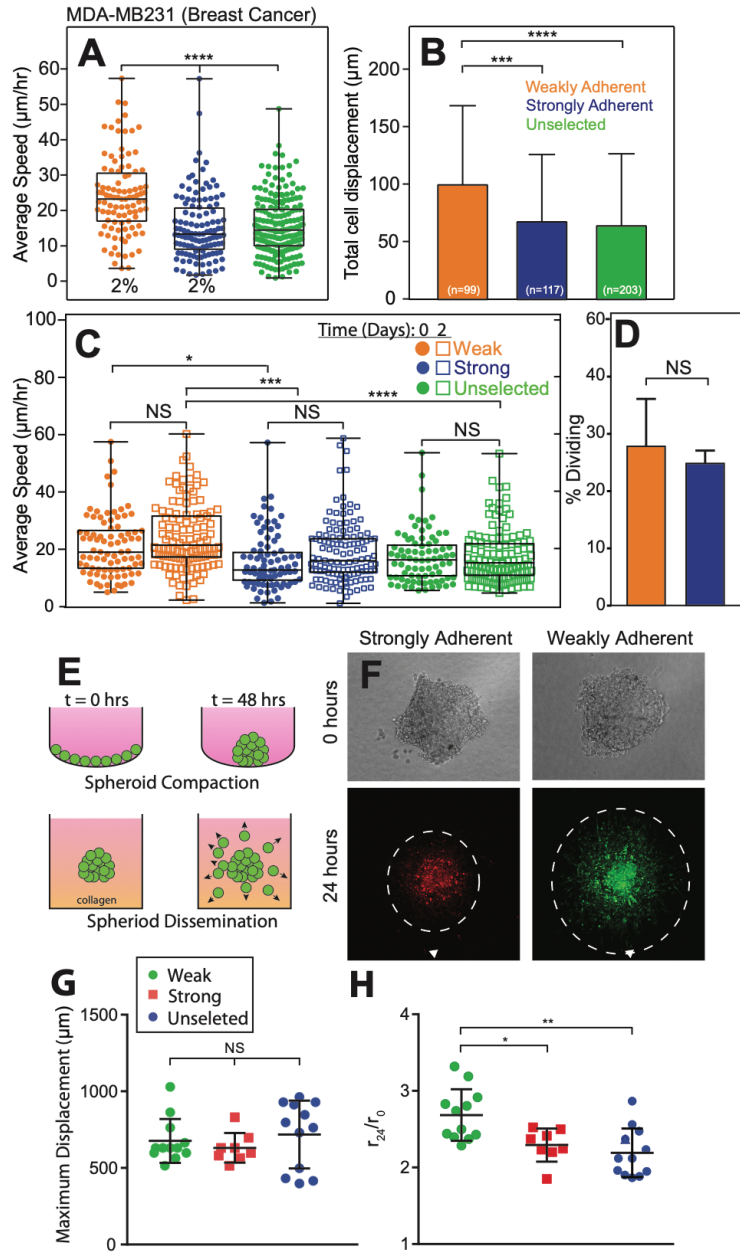 MDA-MB231 (Breast Cancer)
A
Average Speed (μm/hr)
60
50
40
30
20
10
0
****
2%
2%
B
Total cell displacement (μm)
200
150
100
50
0
****
***
Weakly Adherent
Strongly Adherent
Unselected
(n=99)
(n=117)
(n=203)
C
Average Speed (μm/hr)
100
80
60
40
20
0
Time (Days): 0 2
Weak
Strong
Unselected
*
***
****
NS
NS
NS
D
% Dividing
60
40
30
20
10
0
NS
E
t = 0 hrs
t = 48 hrs
Spheroid Compaction
collagen
Spheriod Dissemination
F
Strongly Adherent
Weakly Adherent
0 hours
24 hours
G
Weak
Strong
Unseleted
Maximum Displacement (μm)
1500
1000
500
0
NS
H
r24/r0
4
3
2
1
**
*